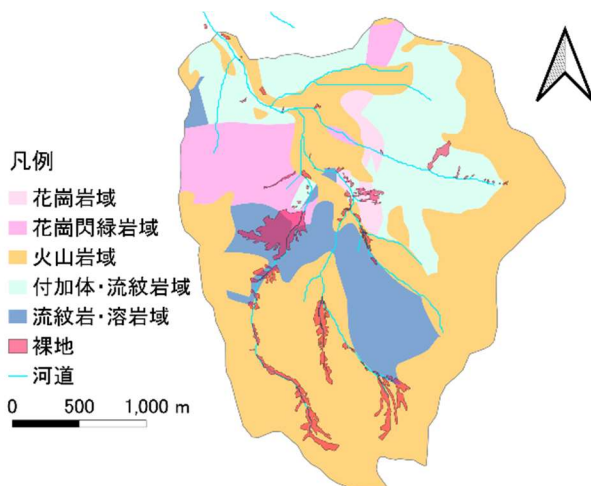 凡例
花崗岩域
花崗閃緑岩域
火山岩域
付加体・流紋岩域
流紋岩・溶岩域
裸地
河道
0 500 1,000 m